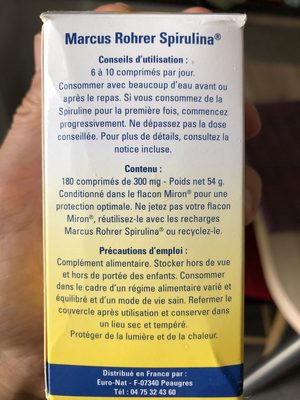 Marcus Rohrer Spirulina®
Conseils d'utilisation :
6 à 10 comprimés par jour.
Consommer avec beaucoup d'eau avant ou
après le repas. Si vous consommez de la
Spiruline pour la première fois, commencez
progressivement. Ne dépassez pas la dose
conseillée. Pour plus de détails, consultez la
notice incluse.
Contenu :
180 comprimés de 300 mg - Poids net 54 g.
Conditionné dans le flacon Miron® pour une
protection optimale. Ne jetez pas votre flacon
Miron®, réutilisez-le avec les recharges
Marcus Rohrer Spirulina® ou recyclez-le.
Précautions d'emploi :
Complément alimentaire. Stocker hors de vue
et hors de portée des enfants. Consommer
dans le cadre d'un régime alimentaire varié et
équilibré et d'un mode de vie sain. Refermer le
couvercle après utilisation et conserver dans
un lieu sec et tempéré.
Protéger de la lumière et de la chaleur.
Distribué en France par :
Euro-Nat - F-07340 Peaugres
Tél : 04 75 32 43 60